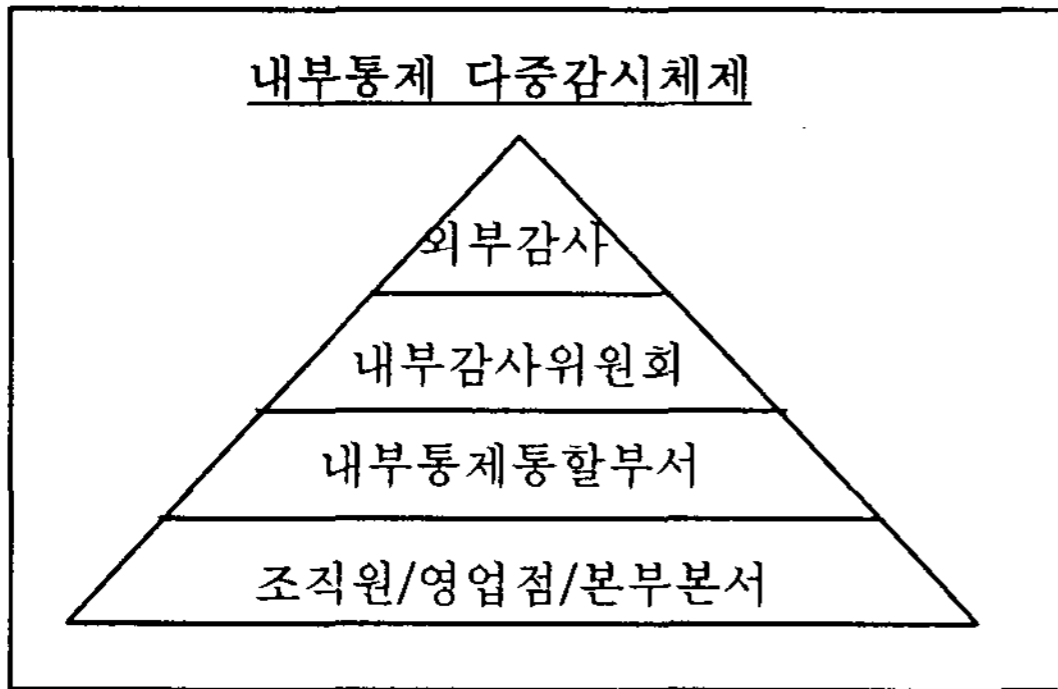 내부통제 다중감시체제
외부감사
내부감사위원회
내부통제통할부서
조직원/영업점/본부본서